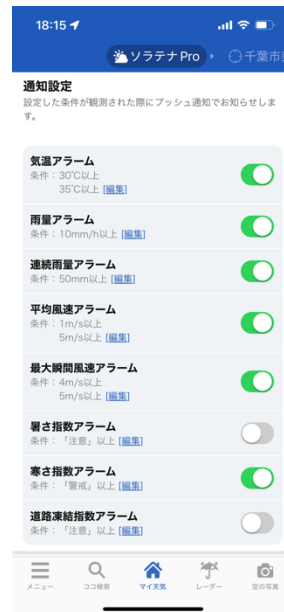 18:15
ソラテナPro
千葉市
通知設定
設定した条件が観測された際にプッシュ通知でお知らせしま
す。
気温アラーム
条件：30℃以上
35℃以上 [編集]
雨量アラーム
条件：10mm/h以上 [編集]
連続雨量アラーム
条件：50mm以上 [編集]
平均風速アラーム
条件：1m/s以上
5m/s以上 [編集]
最大瞬間風速アラーム
条件：4m/s以上
5m/s以上 [編集]
暑さ指数アラーム
条件：「注意」以上 [編集]
寒さ指数アラーム
条件：「警戒」以上 [編集]
道路凍結指数アラーム
条件：「注意」以上 [編集]
メニュー
ココ検索
マイ天気
レーダー
空の写真